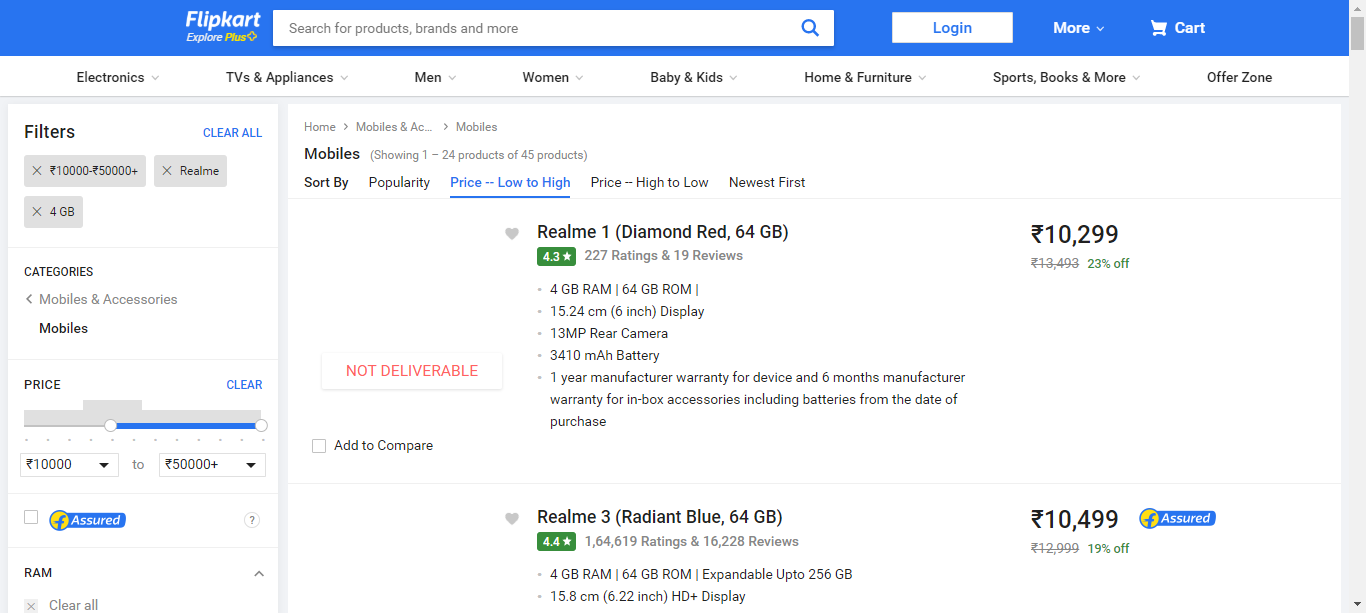 Flipkart
Explore Plus
Search for products, brands and more
Login
More
Cart
Electronics
TVs & Appliances
Men
Women
Baby & Kids
Home & Furniture
Sports, Books & More
Offer Zone
Filters
CLEAR ALL
₹10000-₹50000+
Realme
4 GB
CATEGORIES
Mobiles & Accessories
Mobiles
PRICE
CLEAR
₹10000
to
₹50000+
Assured
?
RAM
Clear all
Home
Mobiles & Ac...
Mobiles
Mobiles (Showing 1 – 24 products of 45 products)
Sort By
Popularity
Price -- Low to High
Price -- High to Low
Newest First
NOT DELIVERABLE
Add to Compare
Realme 1 (Diamond Red, 64 GB)
4.3 ★ 227 Ratings & 19 Reviews
4 GB RAM | 64 GB ROM |
15.24 cm (6 inch) Display
13MP Rear Camera
3410 mAh Battery
1 year manufacturer warranty for device and 6 months manufacturer
warranty for in-box accessories including batteries from the date of
purchase
₹10,299
₹13,493 23% off
Realme 3 (Radiant Blue, 64 GB)
4.4 ★ 1,64,619 Ratings & 16,228 Reviews
4 GB RAM | 64 GB ROM | Expandable Upto 256 GB
15.8 cm (6.22 inch) HD+ Display
₹10,499
Assured
₹12,999 19% off